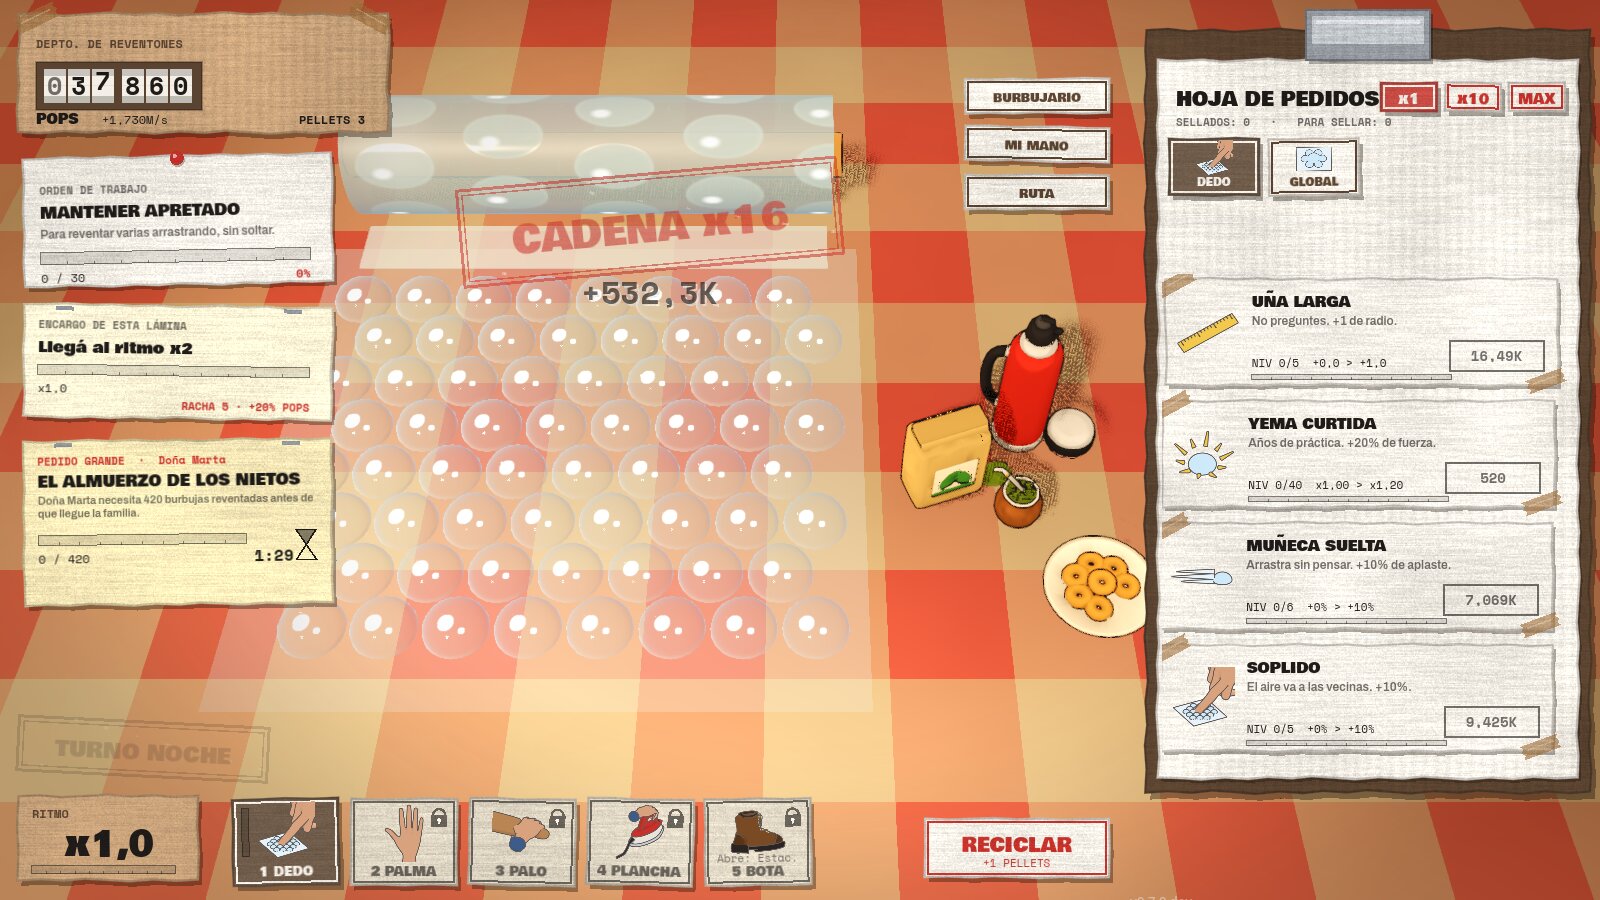 DEPTO. DE REVENTONES
037860
POPS +1,730M/s PELLETS 3
ORDEN DE TRABAJO
MANTENER APRETADO
Para reventar varias arrastrando, sin soltar.
0 / 30 0%
ENCARGO DE ESTA LÁMINA
Llegá al ritmo x2
x1,0
RACHA 5 · +20% POPS
PEDIDO GRANDE · Doña Marta
EL ALMUERZO DE LOS NIETOS
Doña Marta necesita 420 burbujas reventadas antes de
que llegue la familia.
0 / 420 1:29
TURNO NOCHE
RITMO
x1,0
CADENA x16
+532,3K
BURBUJARIO
MI MANO
RUTA
HOJA DE PEDIDOS x1 x10 MAX
SELLADOS: 0 · PARA SELLAR: 0
DEDO GLOBAL
UÑA LARGA
No preguntes. +1 de radio.
NIV 0/5 +0,0 > +1,0 16,49K
YEMA CURTIDA
Años de práctica. +20% de fuerza.
NIV 0/40 x1,00 > x1,20 520
MUÑECA SUELTA
Arrastra sin pensar. +10% de aplaste.
NIV 0/6 +0% > +10% 7,069K
SOPLIDO
El aire va a las vecinas. +10%.
NIV 0/5 +0% > +10% 9,425K
1 DEDO
2 PALMA
3 PALO
4 PLANCHA
Abre: Estac.
5 BOTA
RECICLAR
+1 PELLETS